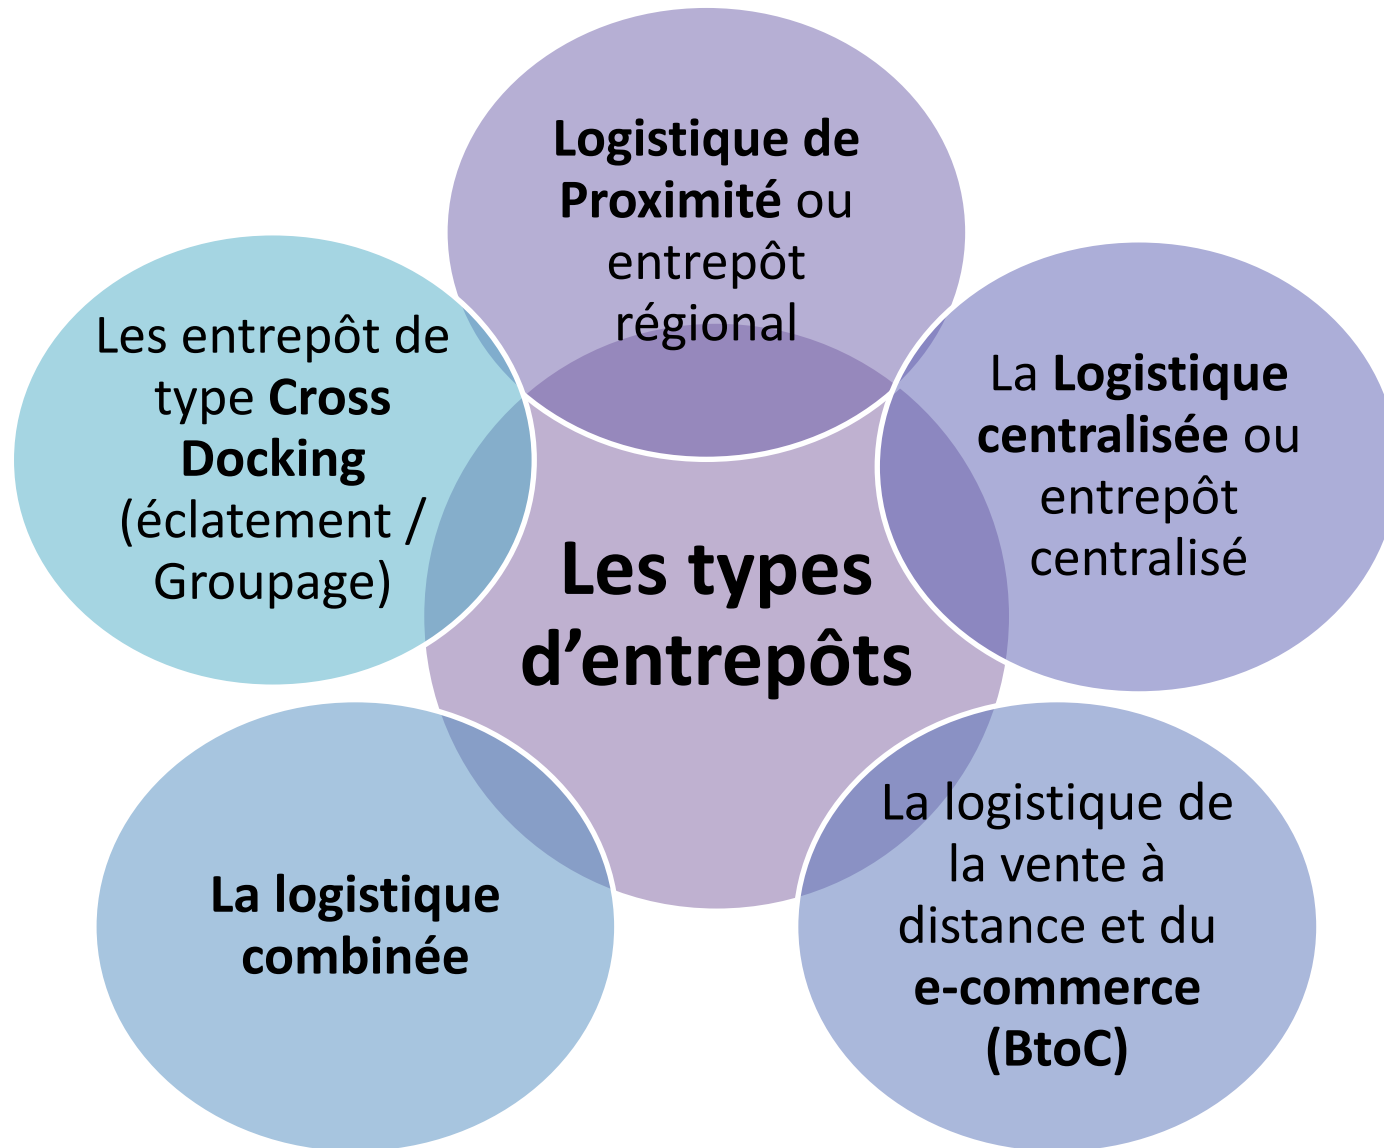 Logistique de
Proximité ou
entrepôt
régional
Les entrepôt de
type Cross
Docking
(éclatement /
Groupage)
La Logistique
centralisée ou
entrepôt
centralisé
Les types
d’entrepôts
La logistique
combinée
La logistique de
la vente à
distance et du
e-commerce
(BtoC)